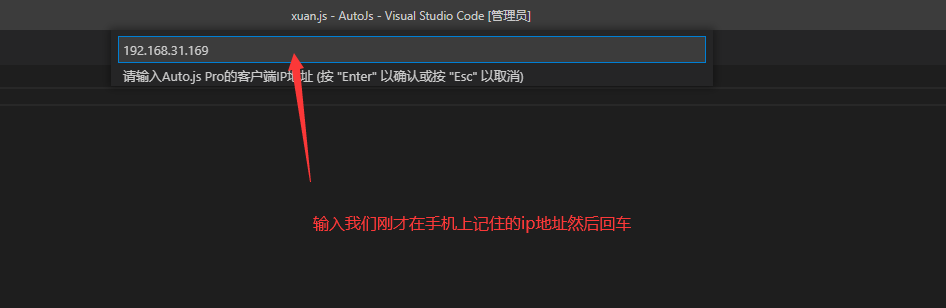 xuan.js - AutoJs - Visual Studio Code [管理员]
192.168.31.169
请输入Auto.js Pro的客户端IP地址 (按 "Enter" 以确认或按 "Esc" 以取消)
输入我们刚才在手机上记住的ip地址然后回车